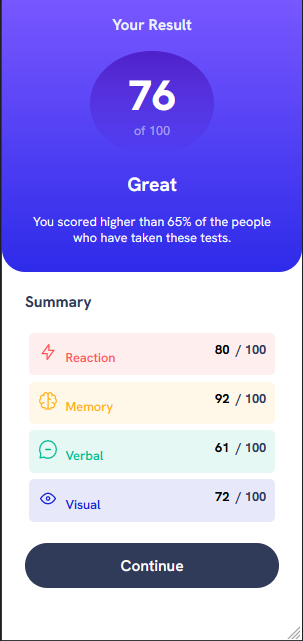 Your Result
76
of 100
Great
You scored higher than 65% of the people
who have taken these tests.
Summary
Reaction 80 / 100
Memory 92 / 100
Verbal 61 / 100
Visual 72 / 100
Continue